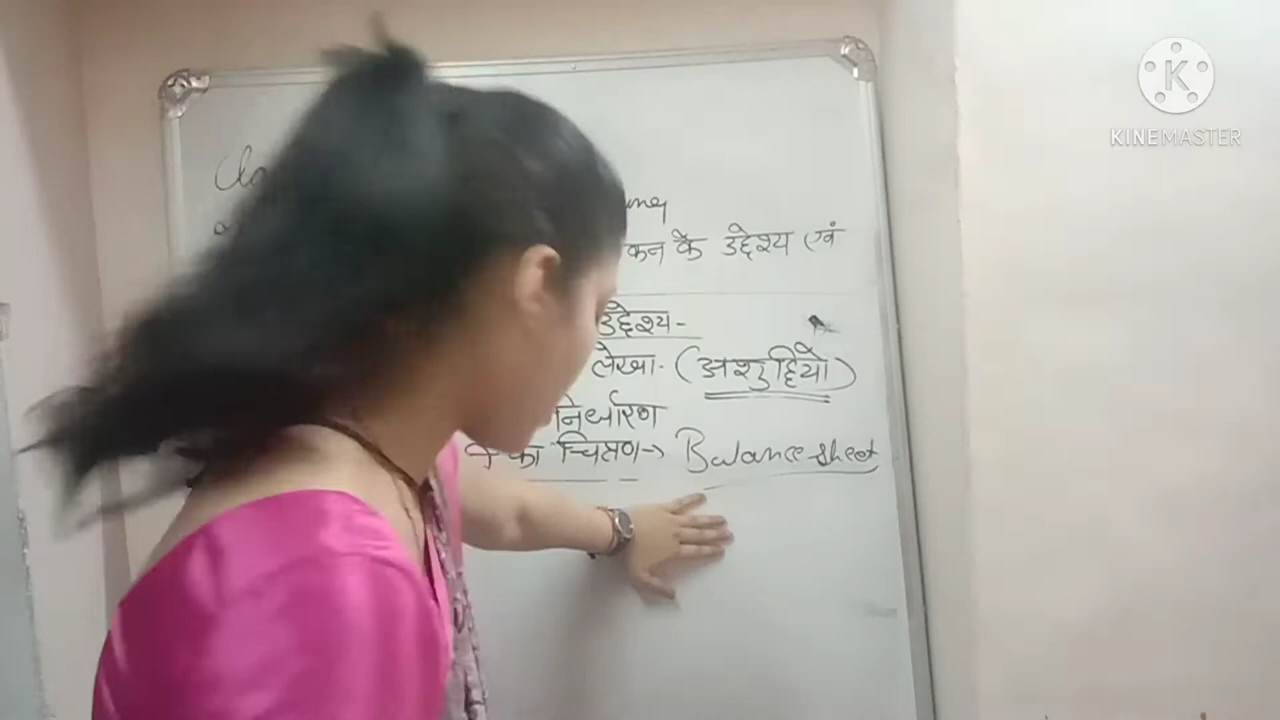 कन के उद्देश्य एवं
उद्देश्य-
लेखा- (अशुद्धियो)
निर्धारण
का चित्रण→ Balance sheet
K
KINEMASTER